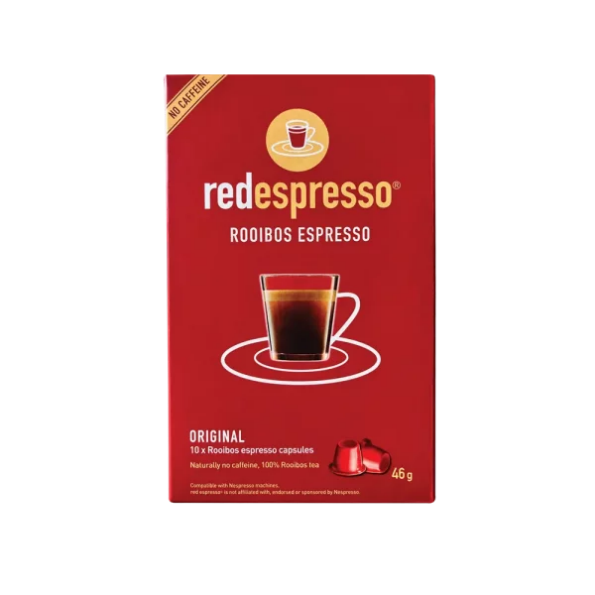 NO CAFFEINE
redespresso®
ROOIBOS ESPRESSO
ORIGINAL
10 x Rooibos espresso capsules
Naturally no caffeine, 100% Rooibos tea
46 g
Compatible with Nespresso machines.
red espresso® is not affiliated with, endorsed or sponsored by Nespresso.